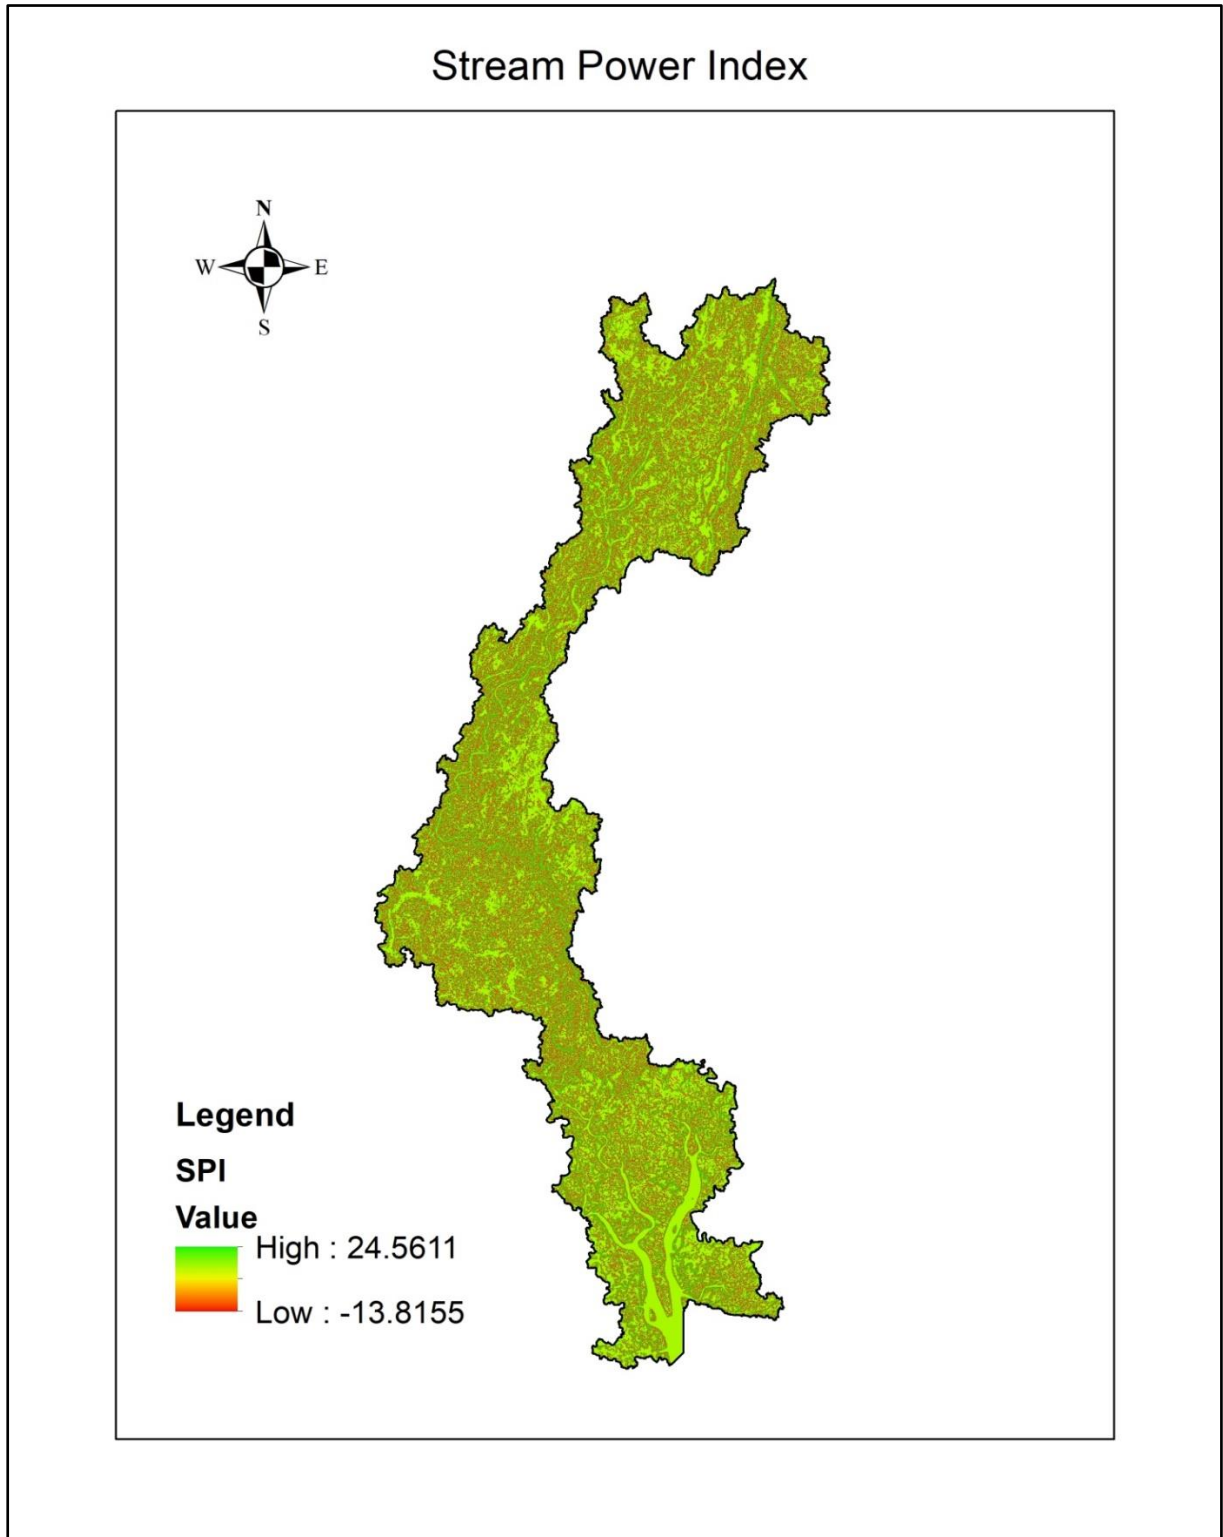 Stream Power Index
N
W E
S
Legend
SPI
Value
High : 24.5611
Low : -13.8155